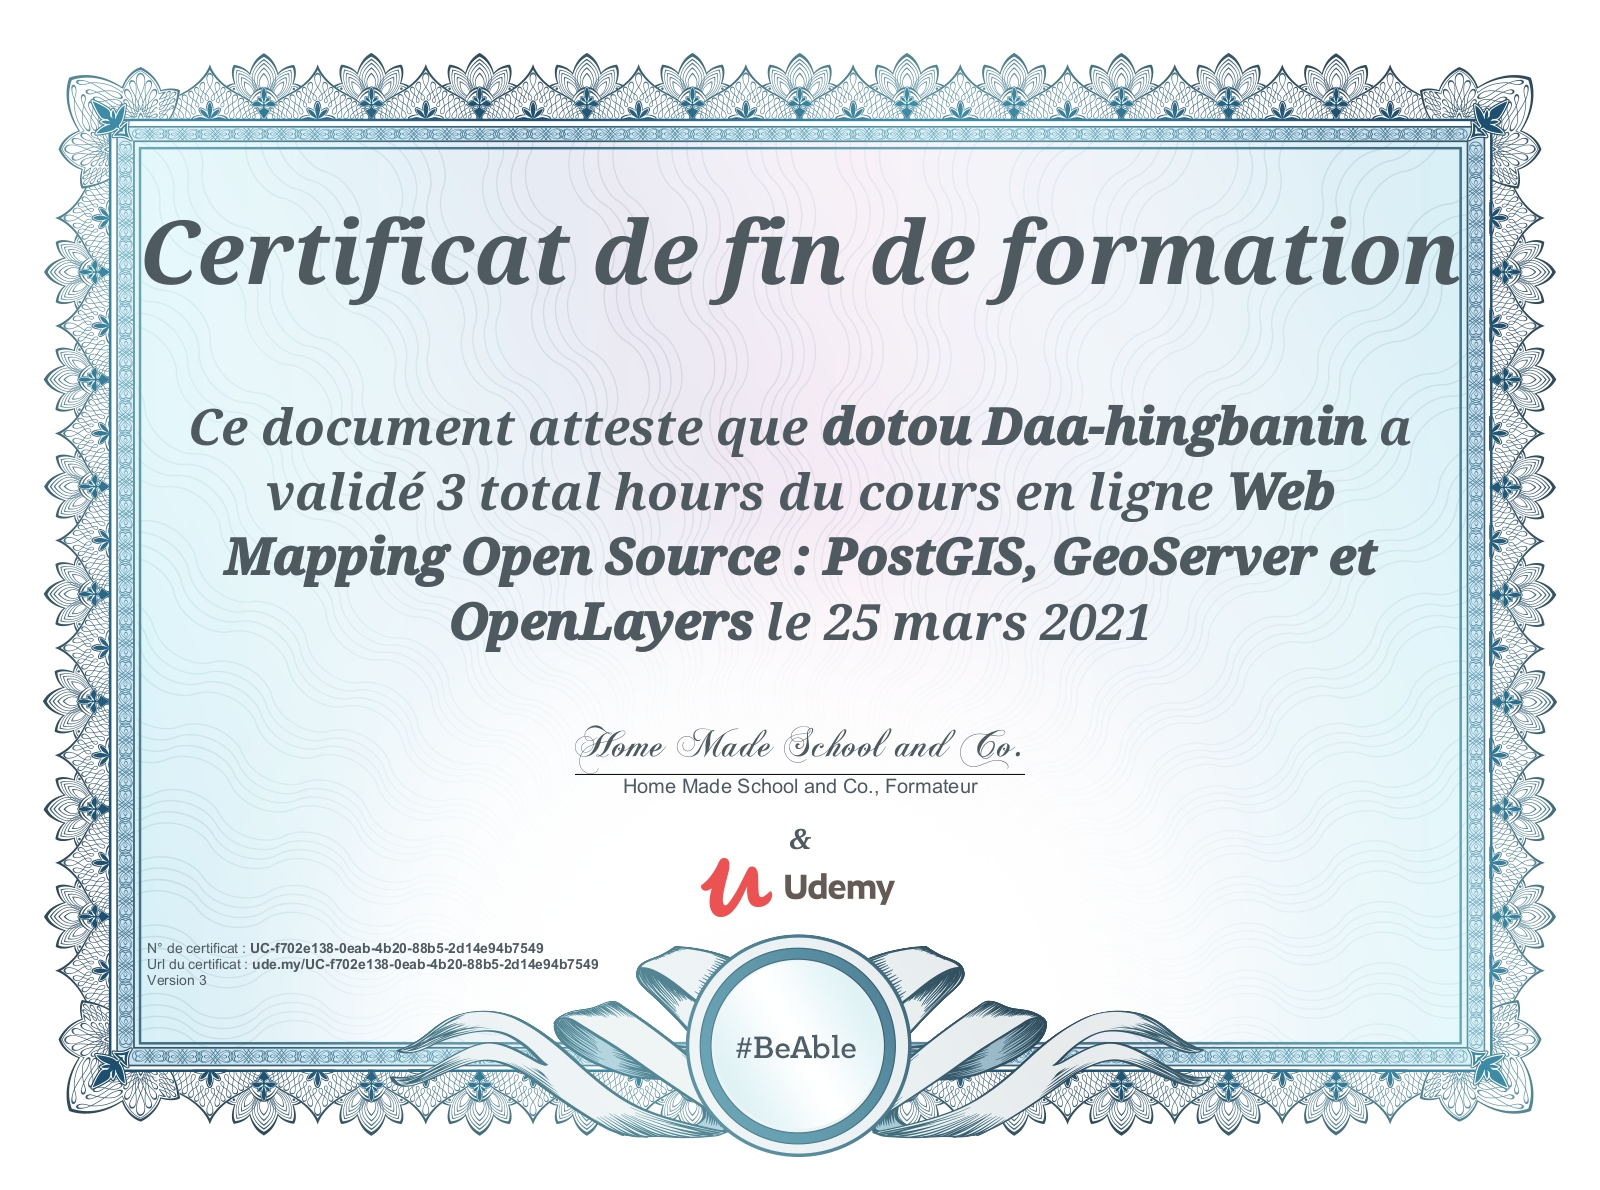 Certificat de fin de formation
Ce document atteste que dotou Daa-hingbanin a
validé 3 total hours du cours en ligne Web
Mapping Open Source : PostGIS, GeoServer et
OpenLayers le 25 mars 2021
Home Made School and Co.
Home Made School and Co., Formateur
&
Udemy
N° de certificat : UC-f702e138-0eab-4b20-88b5-2d14e94b7549
Url du certificat : ude.my/UC-f702e138-0eab-4b20-88b5-2d14e94b7549
Version 3
#BeAble